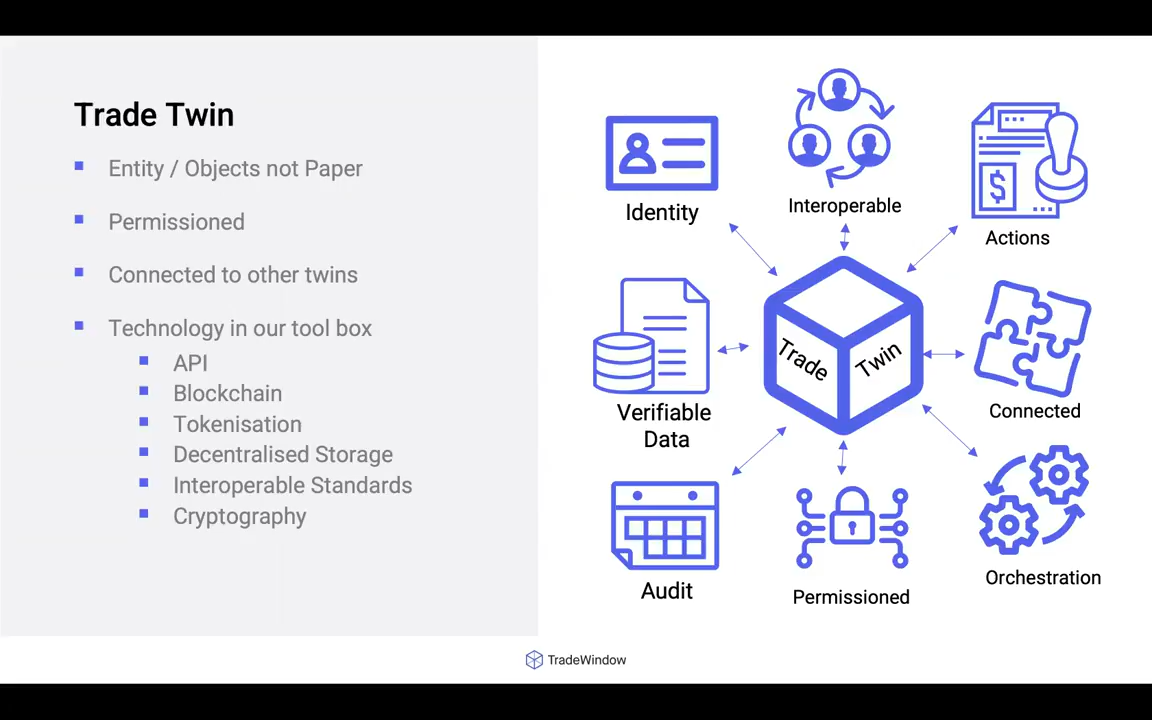 Trade Twin
Entity / Objects not Paper
Permissioned
Connected to other twins
Technology in our tool box
API
Blockchain
Tokenisation
Decentralised Storage
Interoperable Standards
Cryptography
Identity
Interoperable
$
Actions
Verifiable
Data
Trade Twin
Connected
Audit
Permissioned
Orchestration
TradeWindow